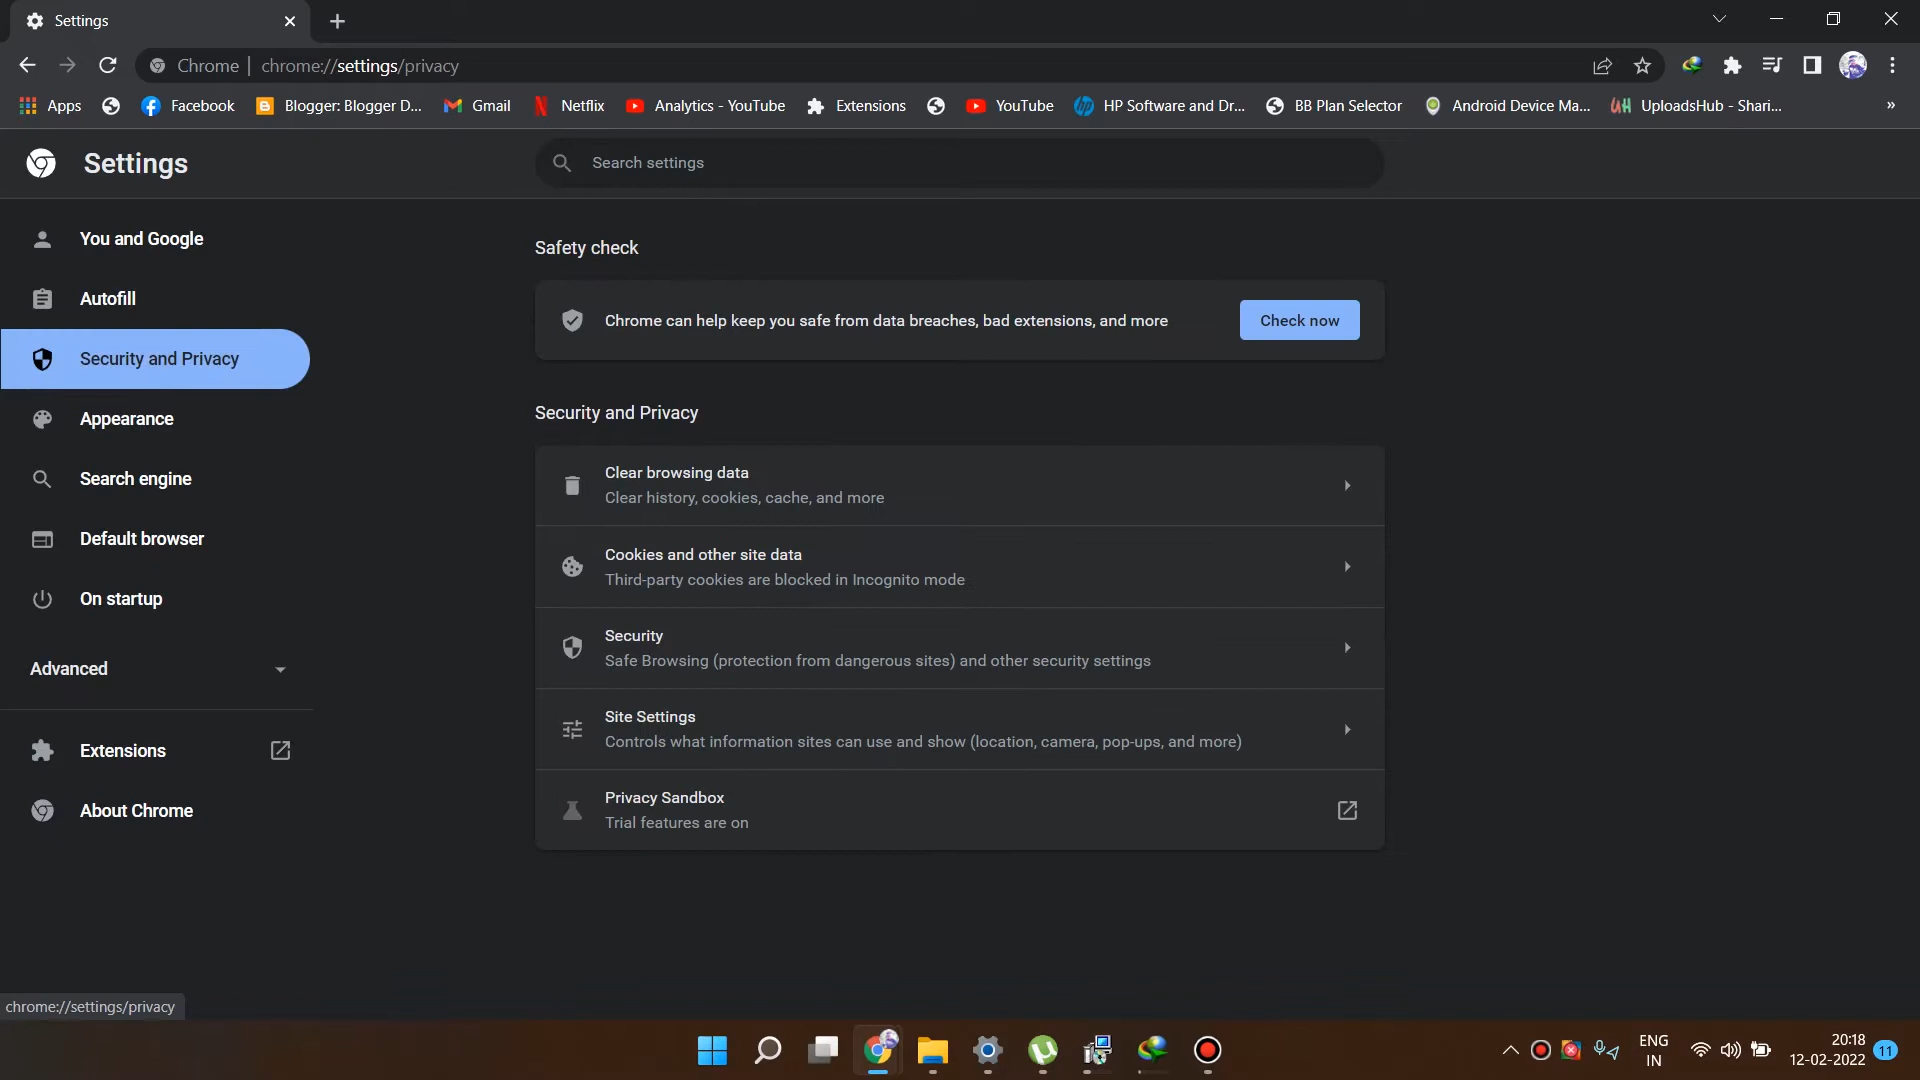 Settings
Chrome | chrome://settings/privacy
Apps Facebook Blogger: Blogger D... Gmail Netflix Analytics - YouTube Extensions YouTube HP Software and Dr... BB Plan Selector Android Device Ma... UploadsHub - Shari... »
Settings
Search settings
You and Google
Autofill
Security and Privacy
Appearance
Search engine
Default browser
On startup
Advanced
Extensions
About Chrome
Safety check
Chrome can help keep you safe from data breaches, bad extensions, and more
Check now
Security and Privacy
Clear browsing data
Clear history, cookies, cache, and more
Cookies and other site data
Third-party cookies are blocked in Incognito mode
Security
Safe Browsing (protection from dangerous sites) and other security settings
Site Settings
Controls what information sites can use and show (location, camera, pop-ups, and more)
Privacy Sandbox
Trial features are on
chrome://settings/privacy
ENG
IN
20:18
12-02-2022
11